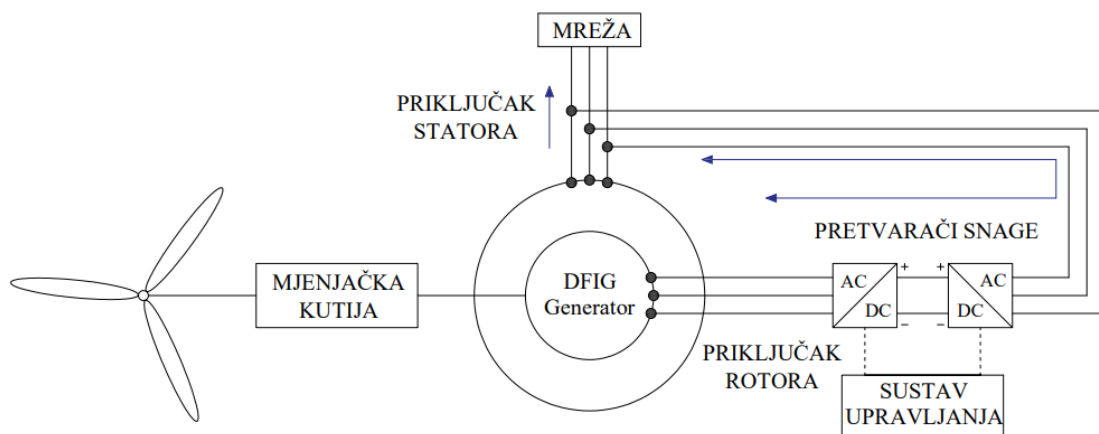 MREŽA
PRIKLJUČAK
STATORA
PRETVARAČI SNAGE
MJENJAČKA
KUTIJA
DFIG
Generator
AC
DC
+
+
−
−
AC
DC
PRIKLJUČAK
ROTORA
SUSTAV
UPRAVLJANJA